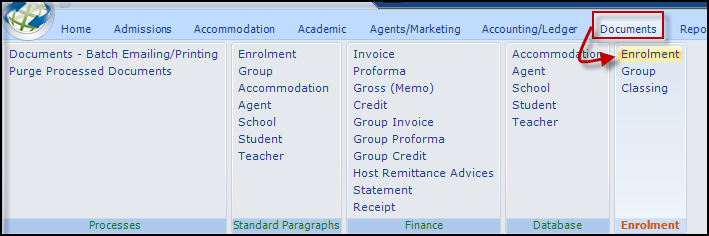 Home Admissions Accommodation Academic Agents/Marketing Accounting/Ledger Documents Repo
Documents - Batch Emailing/Printing
Purge Processed Documents
Processes
Enrolment
Group
Accommodation
Agent
School
Student
Teacher
Standard Paragraphs
Invoice
Proforma
Gross (Memo)
Credit
Group Invoice
Group Proforma
Group Credit
Host Remittance Advices
Statement
Receipt
Finance
Accommodation
Agent
School
Student
Teacher
Database
Enrolment
Group
Classing
Enrolment